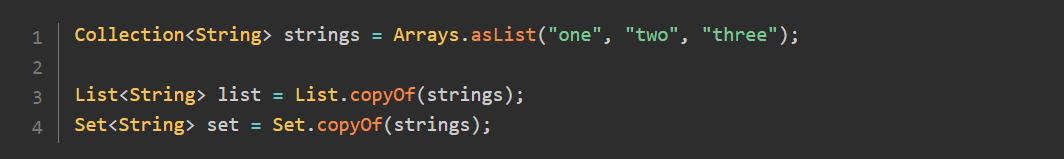 1 Collection<String> strings = Arrays.asList("one", "two", "three");
2
3 List<String> list = List.copyOf(strings);
4 Set<String> set = Set.copyOf(strings);